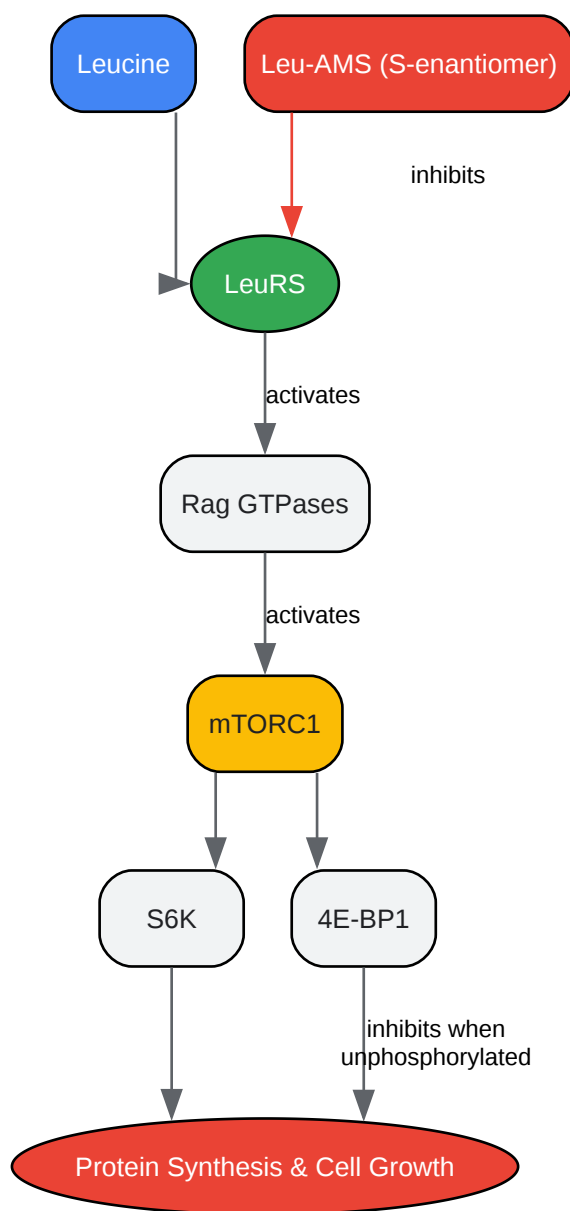 Leucine
Leu-AMS (S-enantiomer)
inhibits
LeuRS
activates
Rag GTPases
activates
mTORC1
S6K
4E-BP1
inhibits when
unphosphorylated
Protein Synthesis & Cell Growth